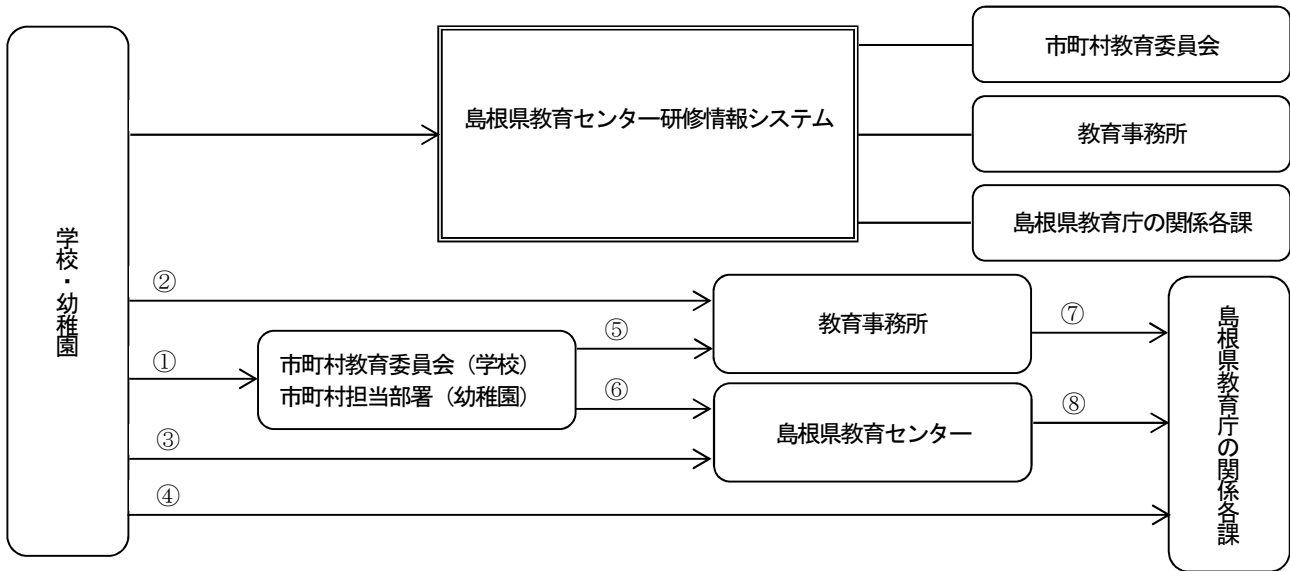 市町村教育委員会
島根県教育センター研修情報システム
教育事務所
島根県教育庁の関係各課
学校・幼稚園
②
教育事務所
⑦
⑤
①
市町村教育委員会（学校）
市町村担当部署（幼稚園）
⑥
島根県教育センター
⑧
③
④
島根県教育庁の関係各課